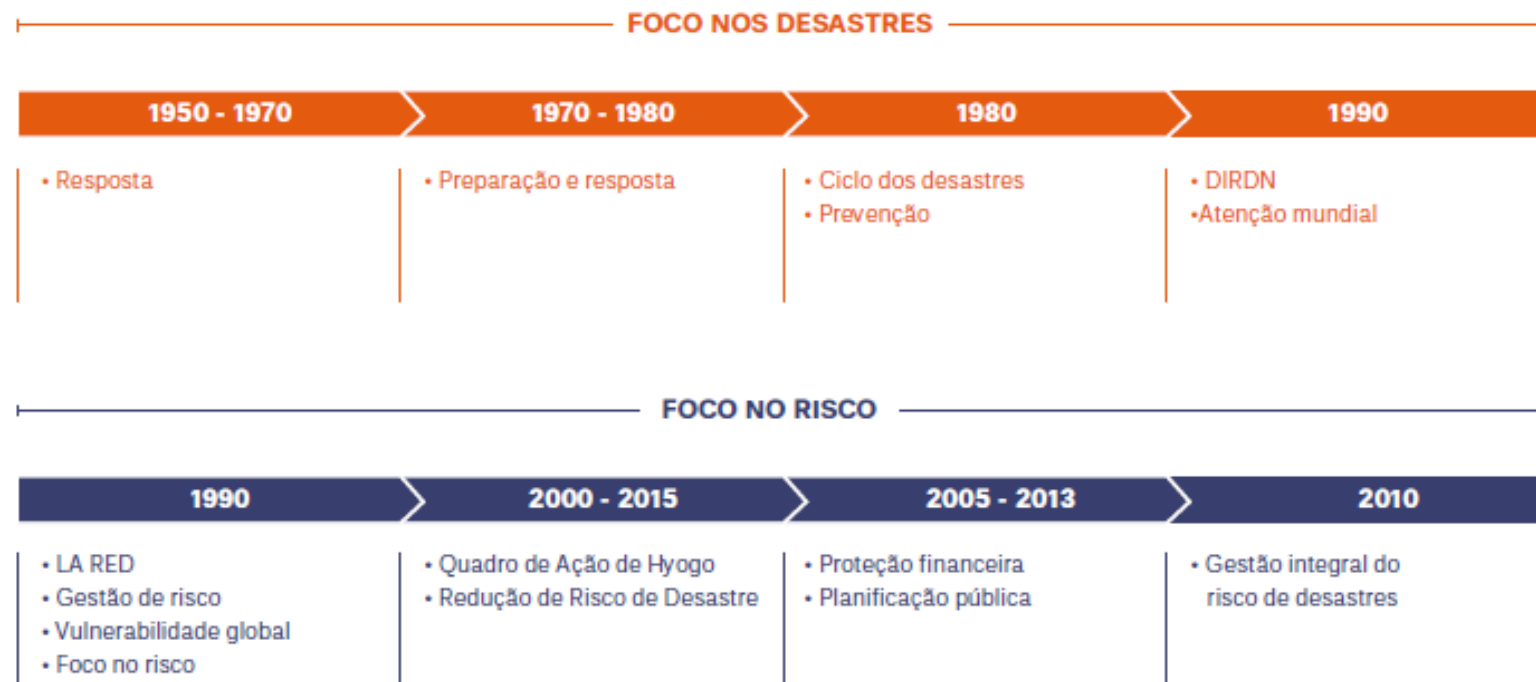 FOCO NOS DESASTRES
1950 - 1970
1970 - 1980
1980
1990
• Resposta
• Preparação e resposta
• Ciclo dos desastres
• Prevenção
• DIRDN
•Atenção mundial
FOCO NO RISCO
1990
2000 - 2015
2005 - 2013
2010
• LA RED
• Gestão de risco
• Vulnerabilidade global
• Foco no risco
• Quadro de Ação de Hyogo
• Redução de Risco de Desastre
• Proteção financeira
• Planificação pública
• Gestão integral do
risco de desastres